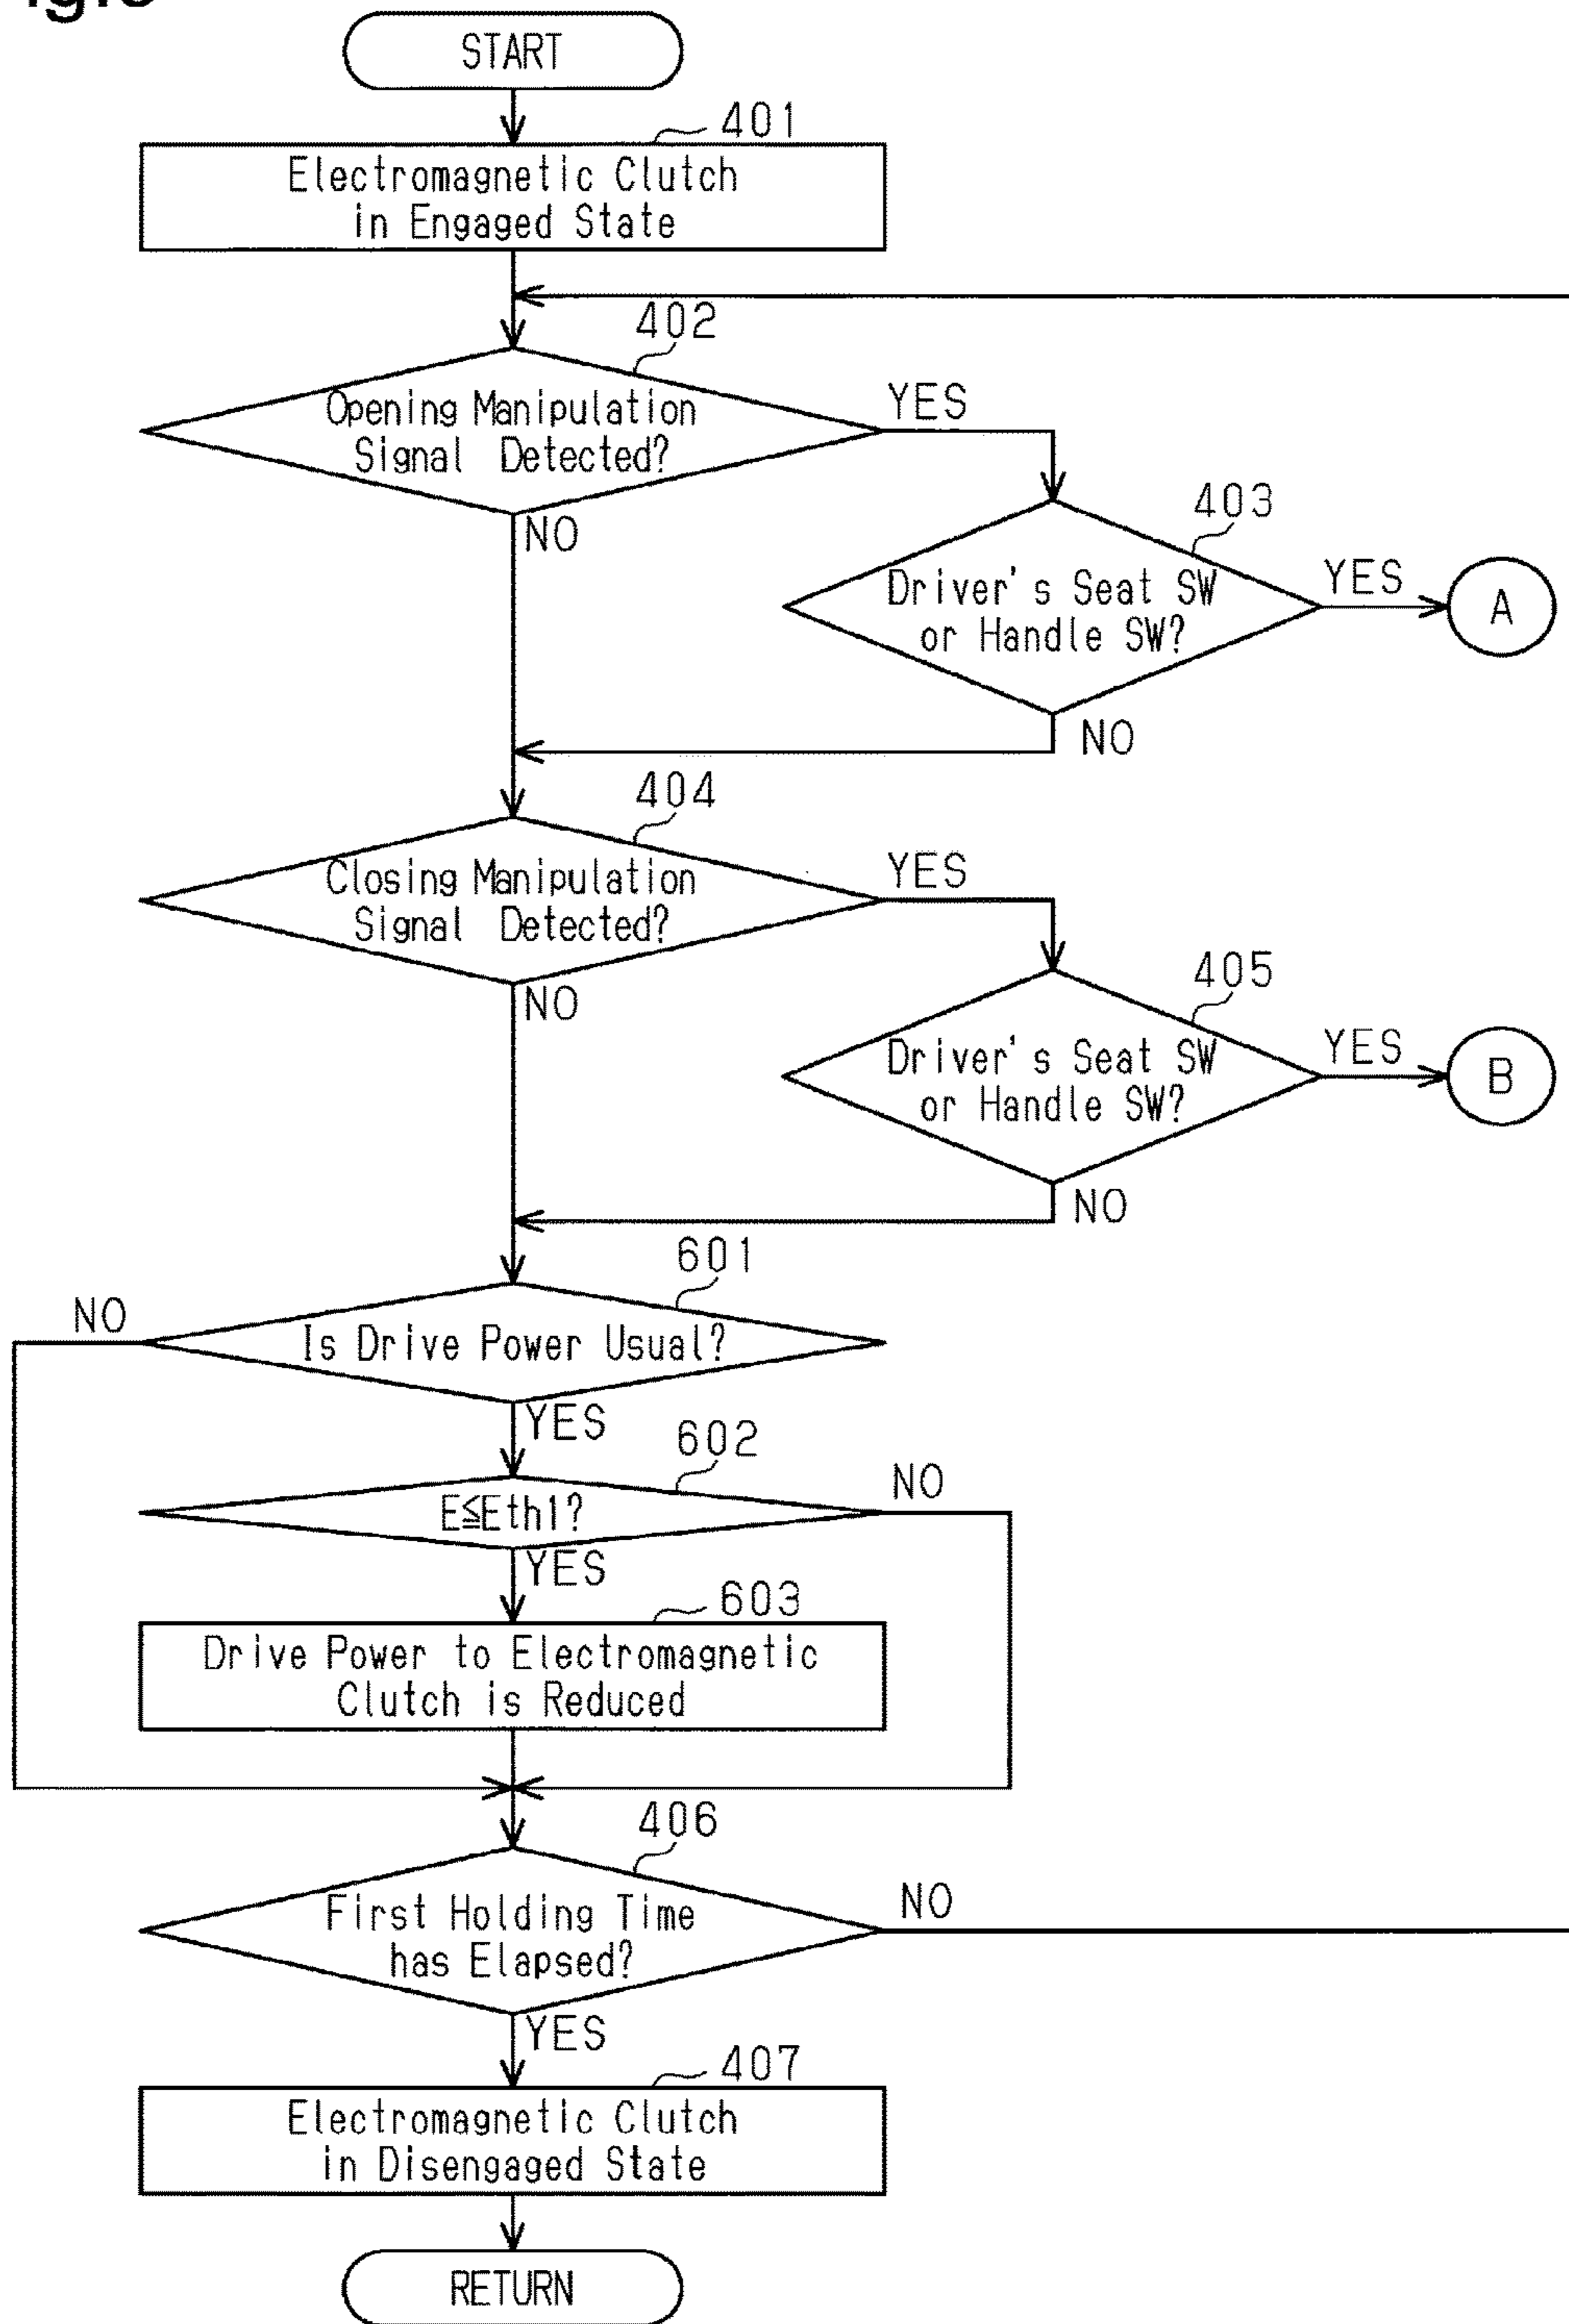 START
401
Electromagnetic Clutch
in Engaged State
402
Opening Manipulation
Signal Detected?
YES
NO
403
Driver's Seat SW
or Handle SW?
YES
A
NO
404
Closing Manipulation
Signal Detected?
YES
NO
405
Driver's Seat SW
or Handle SW?
YES
B
NO
601
NO
Is Drive Power Usual?
YES
602
NO
E≦Eth1?
YES
603
Drive Power to Electromagnetic
Clutch is Reduced
406
First Holding Time
has Elapsed?
NO
YES
407
Electromagnetic Clutch
in Disengaged State
RETURN